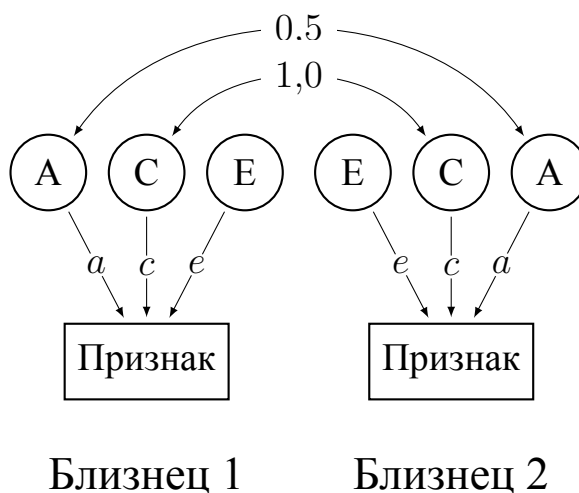 0.5
1,0
A C E E C A
a c e e c a
Признак Признак
Близнец 1 Близнец 2